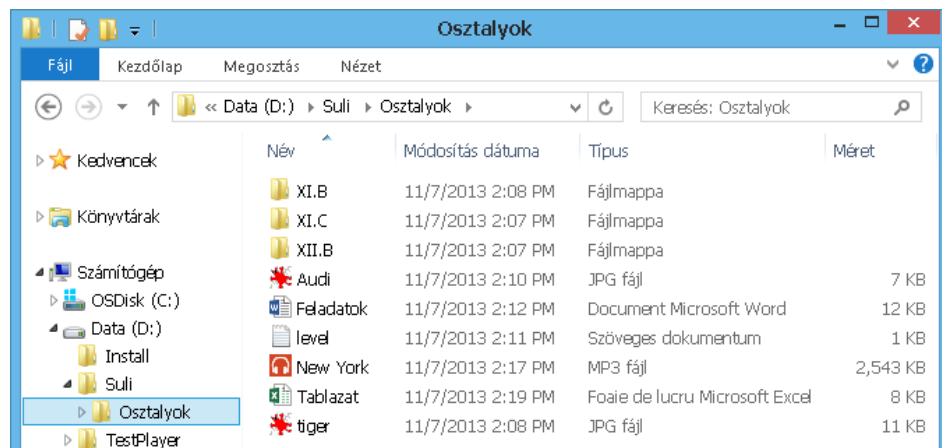 Osztalyok
Fájl Kezdőlap Megosztás Nézet
« Data (D:) Suli Osztalyok Keresés: Osztalyok
Kedvencek
Könyvtárak
Számítógép
OSDisk (C:)
Data (D:)
Install
Suli
Osztalyok
TestPlayer
Név Módosítás dátuma Típus Méret
XI.B 11/7/2013 2:08 PM Fájlmappa
XI.C 11/7/2013 2:07 PM Fájlmappa
XII.B 11/7/2013 2:07 PM Fájlmappa
Audi 11/7/2013 2:10 PM JPG fájl 7 KB
Feladatok 11/7/2013 2:12 PM Document Microsoft Word 12 KB
level 11/7/2013 2:11 PM Szöveges dokumentum 1 KB
New York 11/7/2013 2:17 PM MP3 fájl 2,543 KB
Tablazat 11/7/2013 2:19 PM Foaie de lucru Microsoft Excel 8 KB
tiger 11/7/2013 2:08 PM JPG fájl 11 KB